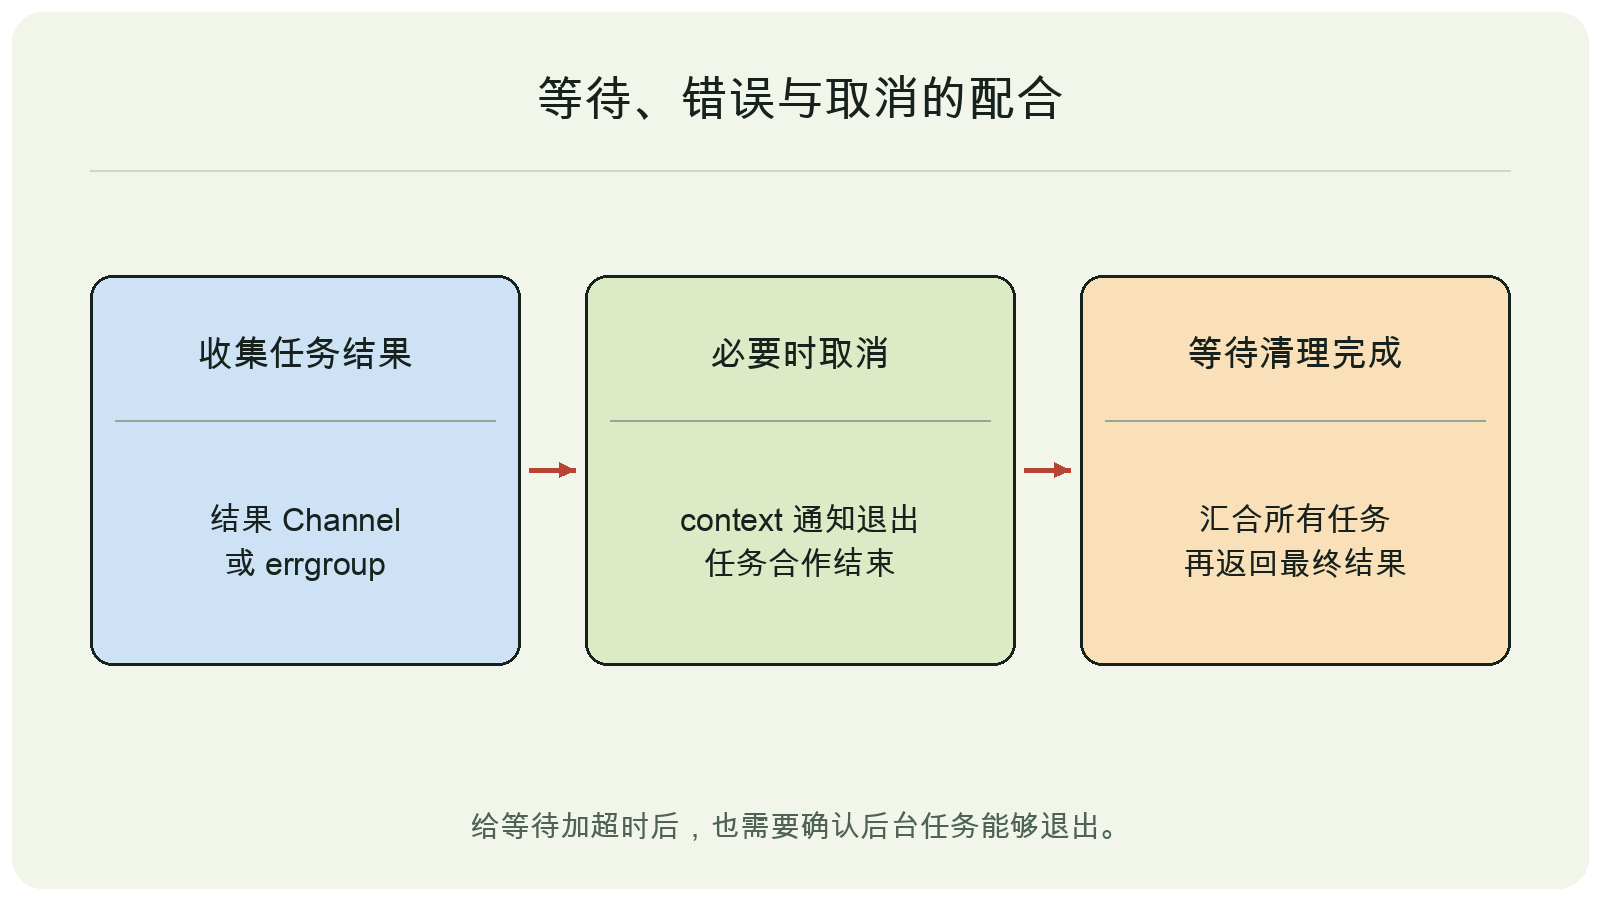 等待、错误与取消的配合
收集任务结果
结果 Channel
或 errgroup
必要时取消
context 通知退出
任务合作结束
等待清理完成
汇合所有任务
再返回最终结果
给等待加超时后，也需要确认后台任务能够退出。